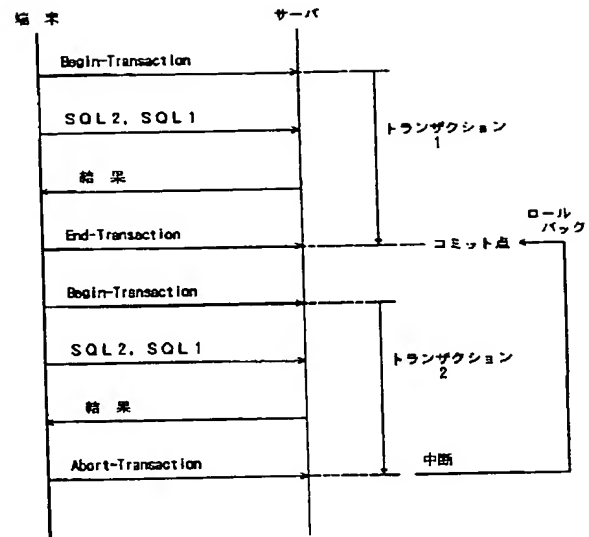 端 末
サーバ
Begin-Transaction
SQL2, SQL1
トランザクション
1
結 果
ロール
バック
End-Transaction
コミット点
Begin-Transaction
SQL2, SQL1
トランザクション
2
結 果
Abort-Transaction
中断